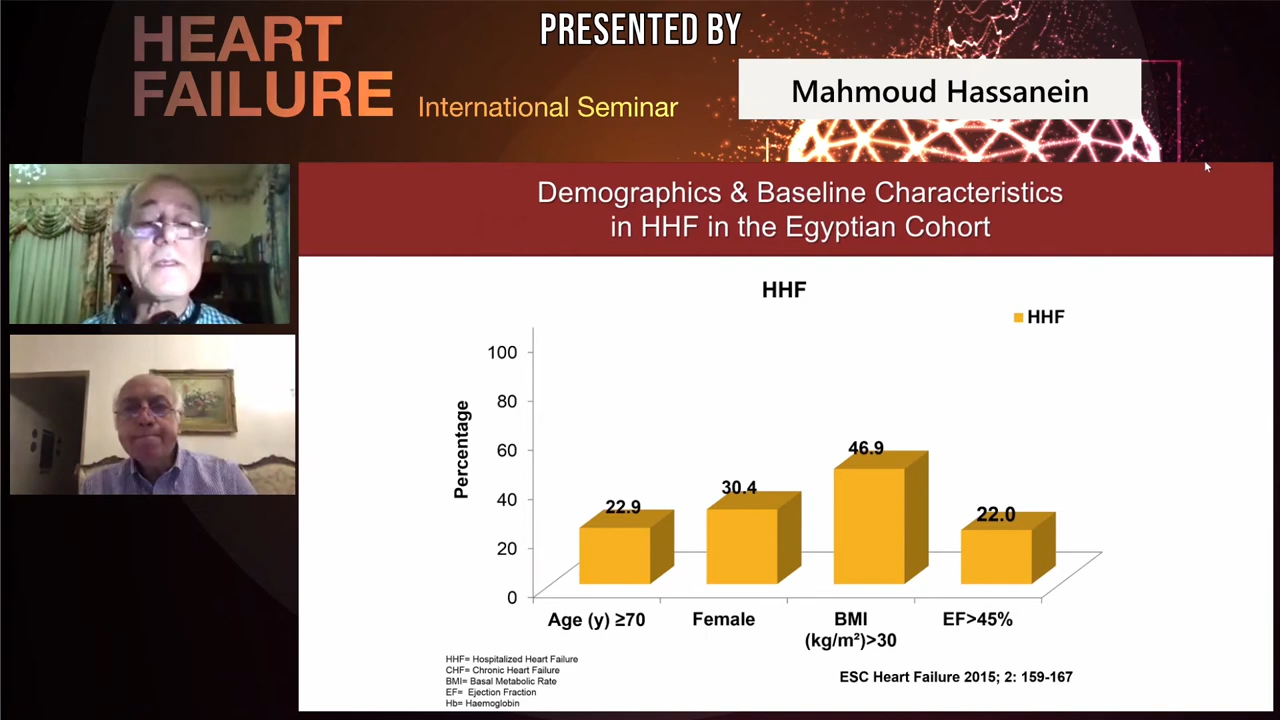 HEART
FAILURE
International Seminar
PRESENTED BY
Mahmoud Hassanein
Demographics & Baseline Characteristics
in HHF in the Egyptian Cohort
HHF
HHF
Percentage
100
80
60
40
20
0
22.9
30.4
46.9
22.0
Age (y) ≥70
Female
BMI
(kg/m²)>30
EF>45%
HHF= Hospitalized Heart Failure
CHF= Chronic Heart Failure
BMI= Basal Metabolic Rate
EF= Ejection Fraction
Hb= Haemoglobin
ESC Heart Failure 2015; 2: 159-167